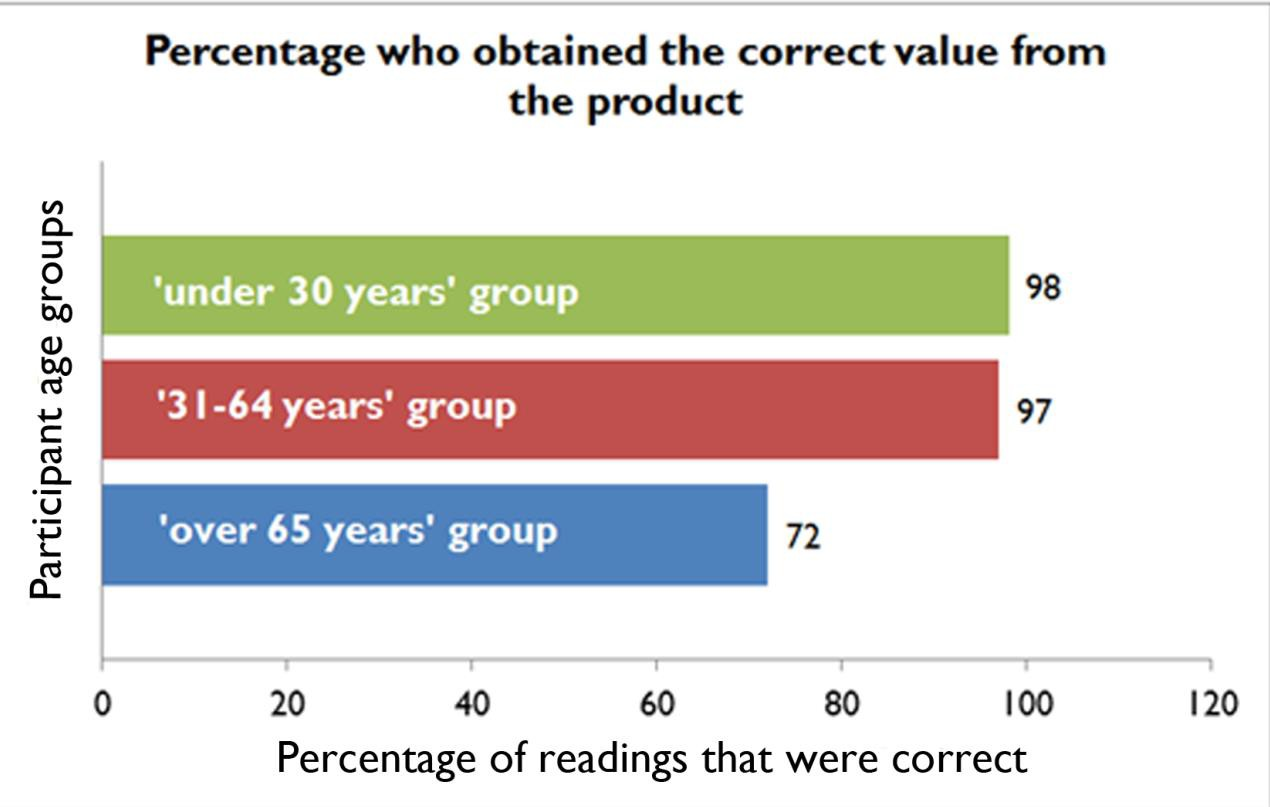 Percentage who obtained the correct value from
the product
Participant age groups
'under 30 years' group
98
'31-64 years' group
97
'over 65 years' group
72
0 20 40 60 80 100 120
Percentage of readings that were correct